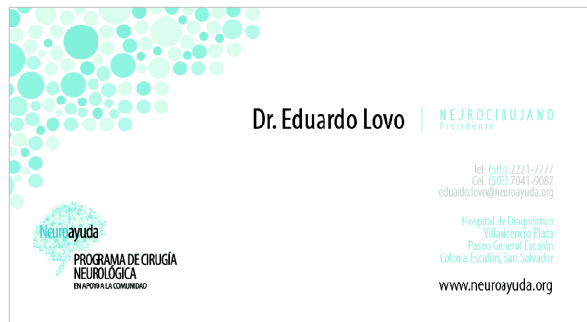 Dr. Eduardo Lovo
NEUROCIRUJANO
Presidente
Tel. (503) 2221-7777
Cel. (503) 7041-9087
eduardo.lovo@neuroayuda.org
Hospital de Diagnóstico
Villavicencio Plaza
Paseo General Escalón
Colonia Escalón, San Salvador
www.neuroayuda.org
Neuroayuda
PROGRAMA DE CIRUGÍA
NEUROLÓGICA
EN APOYO A LA COMUNIDAD